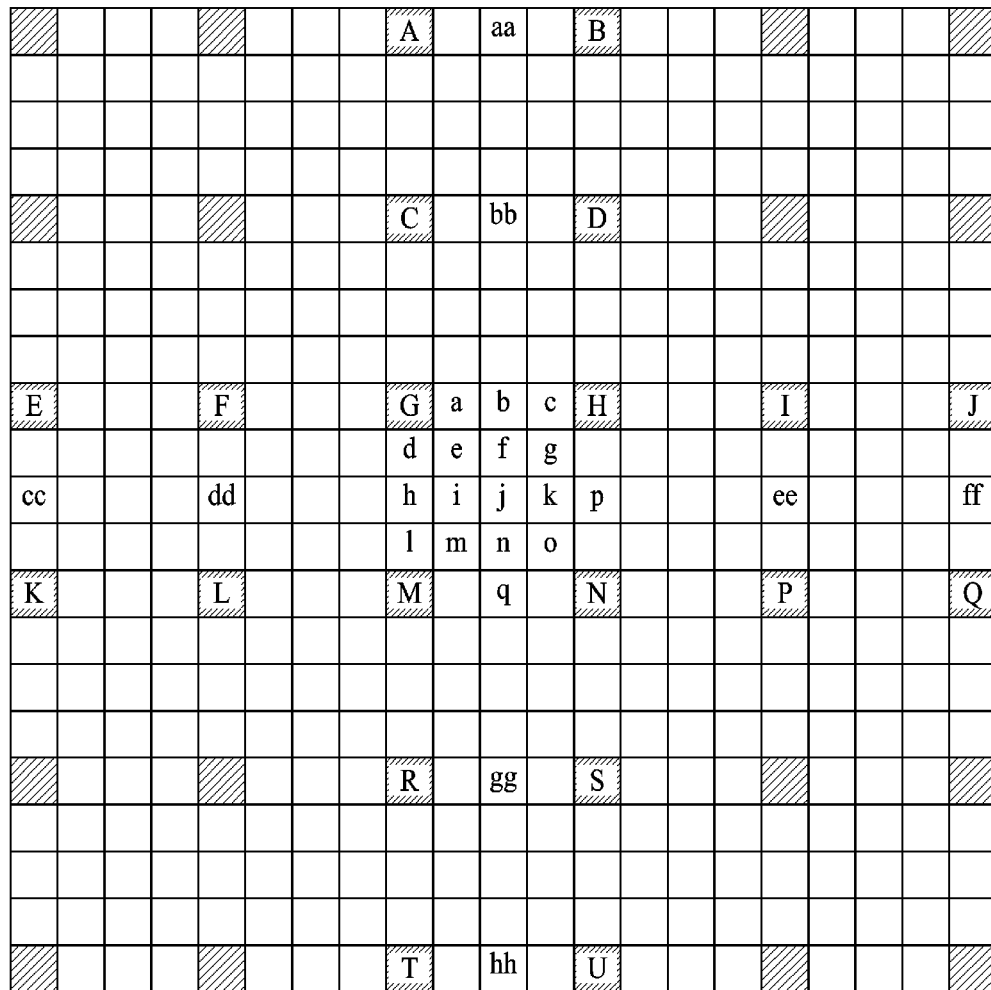 A aa B
C bb D
E F G a b c H I J
d e f g
cc dd h i j k p ee ff
l m n o
K L M q N P Q
R gg S
T hh U